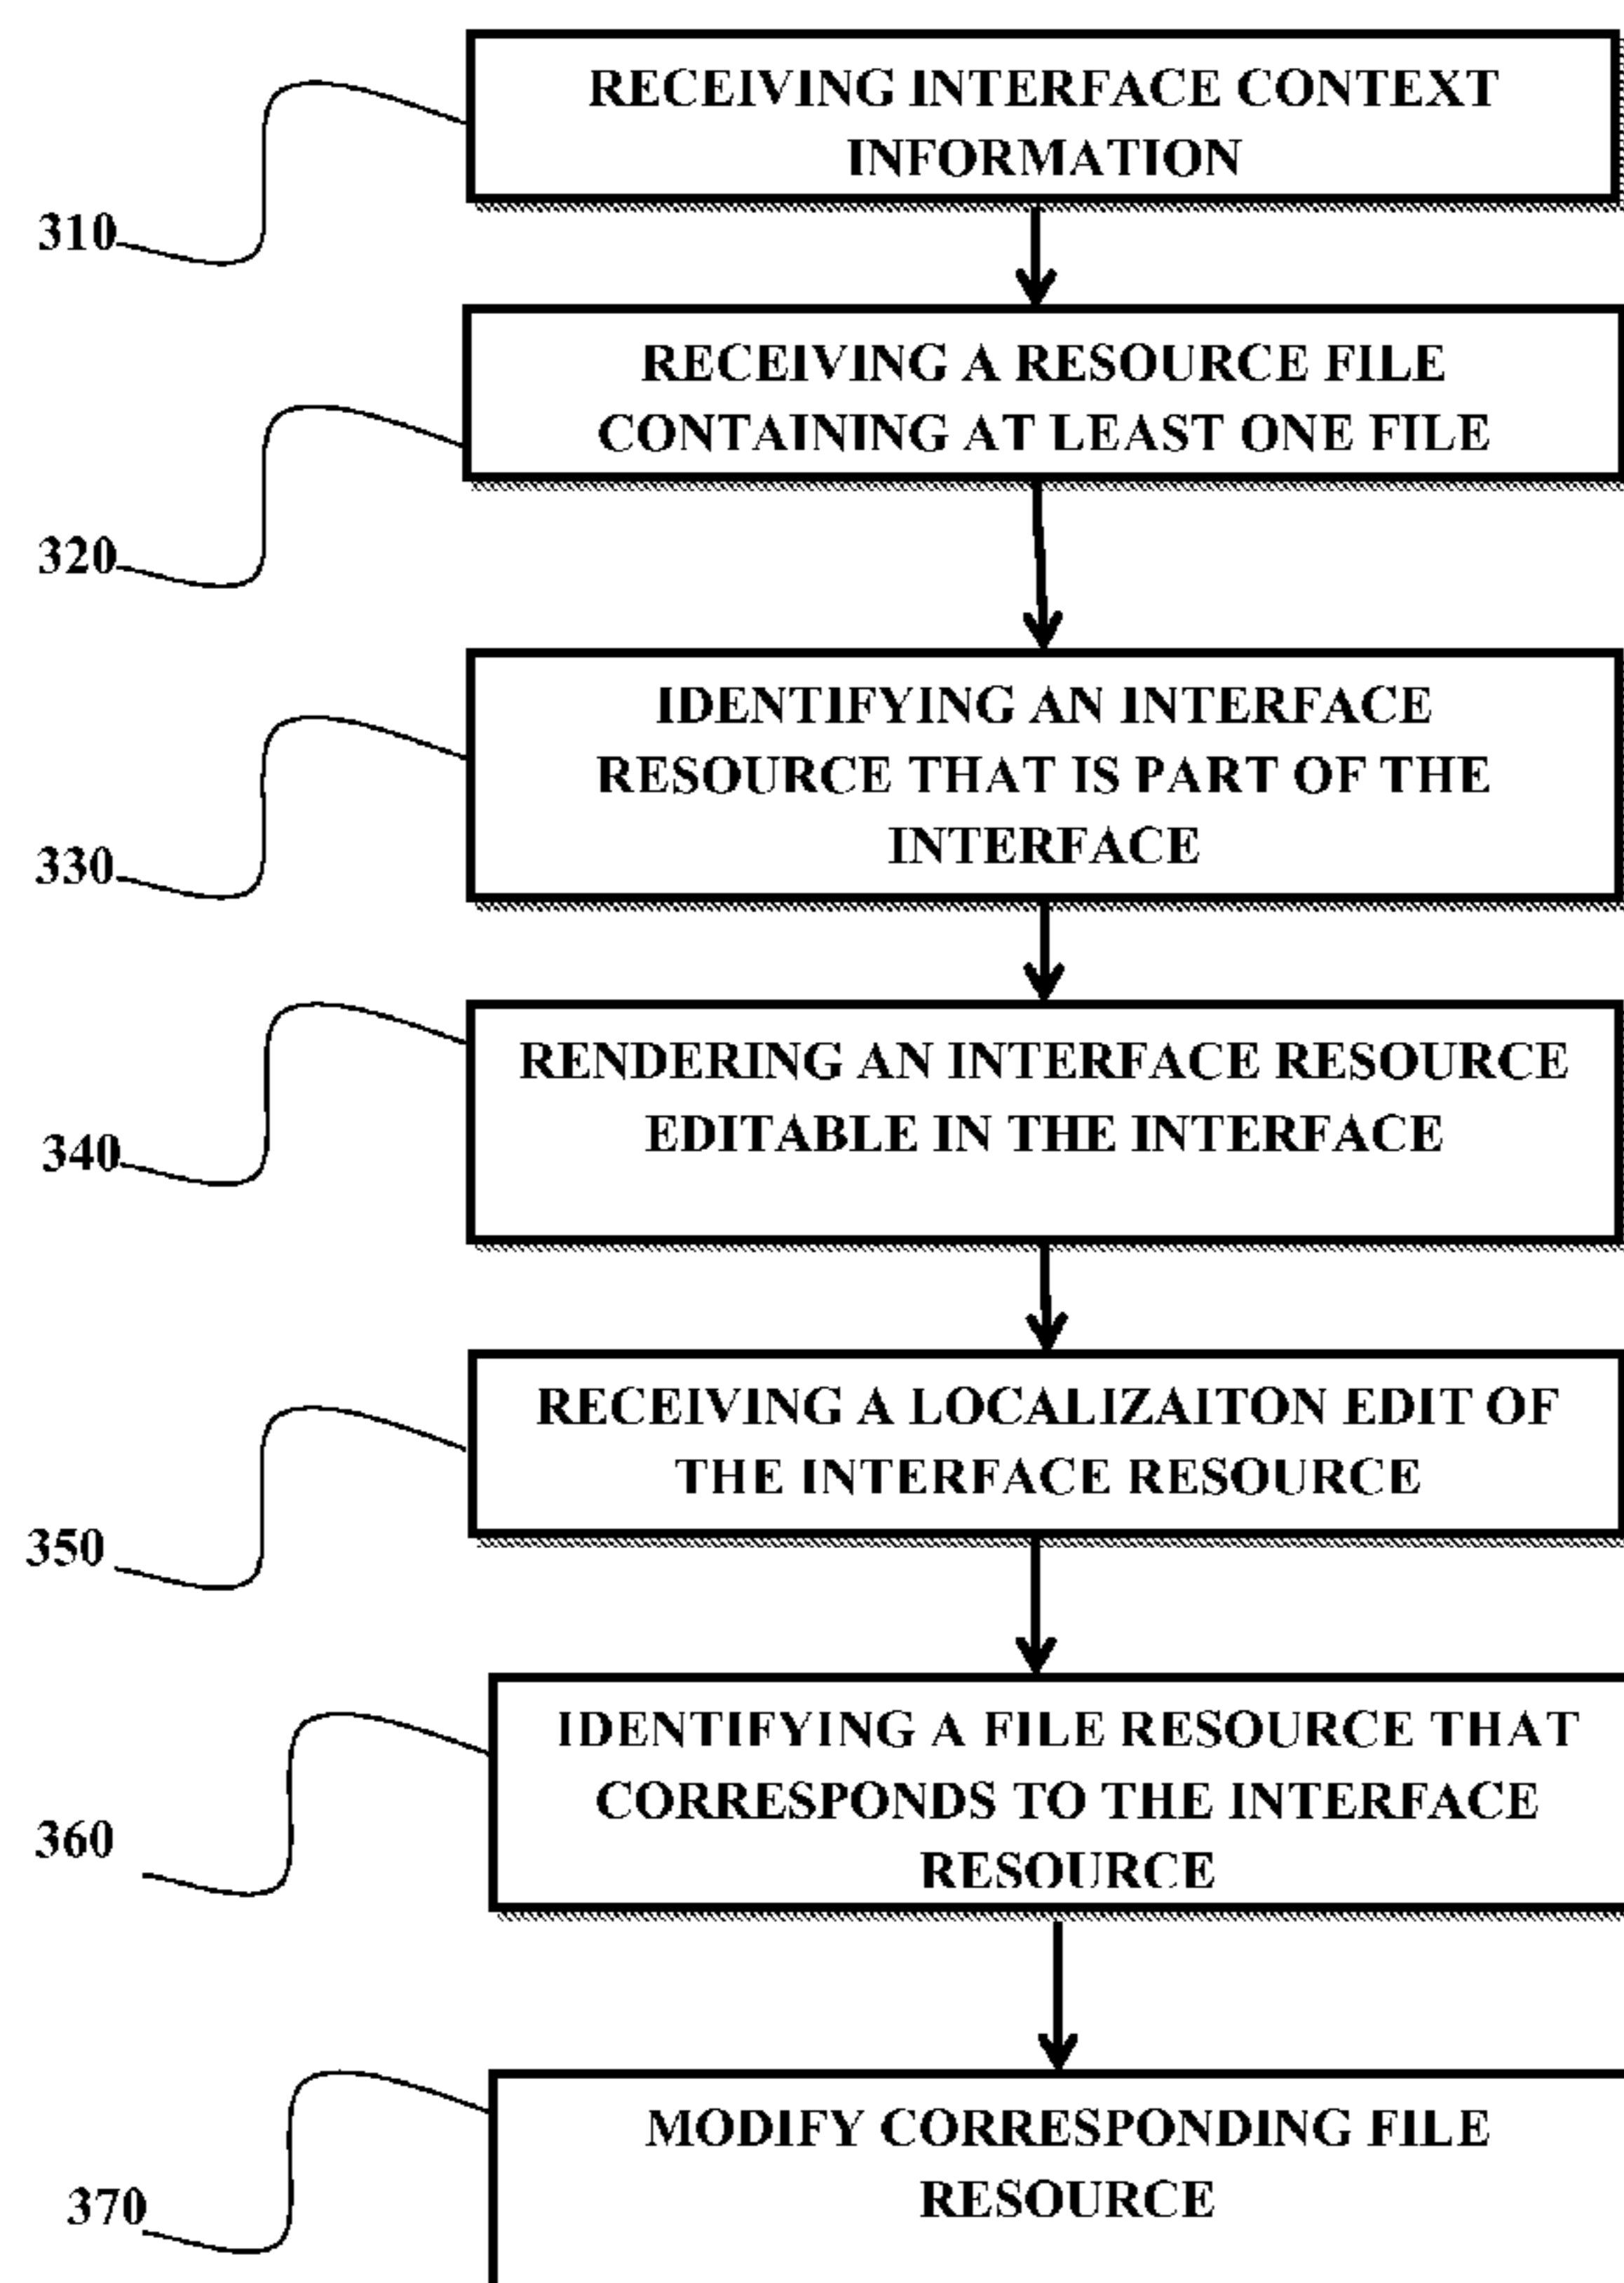 RECEIVING INTERFACE CONTEXT
INFORMATION
310
RECEIVING A RESOURCE FILE
CONTAINING AT LEAST ONE FILE
320
IDENTIFYING AN INTERFACE
RESOURCE THAT IS PART OF THE
INTERFACE
330
RENDERING AN INTERFACE RESOURCE
EDITABLE IN THE INTERFACE
340
RECEIVING A LOCALIZAITON EDIT OF
THE INTERFACE RESOURCE
350
IDENTIFYING A FILE RESOURCE THAT
CORRESPONDS TO THE INTERFACE
RESOURCE
360
MODIFY CORRESPONDING FILE
RESOURCE
370